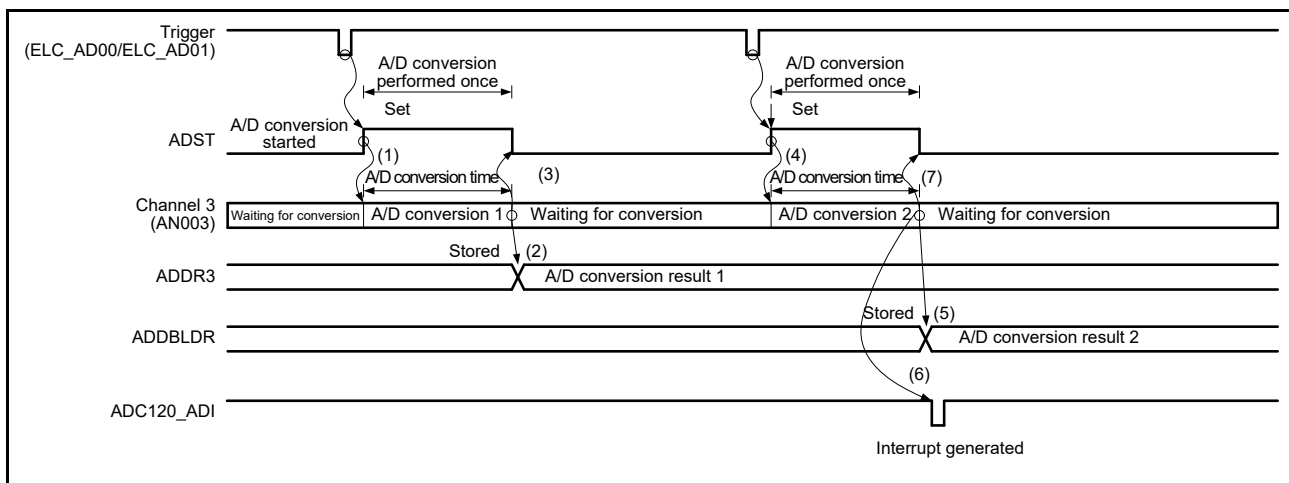 Trigger
(ELC_AD00/ELC_AD01)
A/D conversion
performed once
A/D conversion
performed once
Set
Set
ADST
A/D conversion
started
(1)
(3)
(4)
(7)
A/D conversion time
A/D conversion time
Channel 3
(AN003)
Waiting for conversion
A/D conversion 1
Waiting for conversion
A/D conversion 2
Waiting for conversion
Stored
(2)
ADDR3
A/D conversion result 1
Stored
(5)
ADDBLDR
A/D conversion result 2
(6)
ADC120_ADI
Interrupt generated